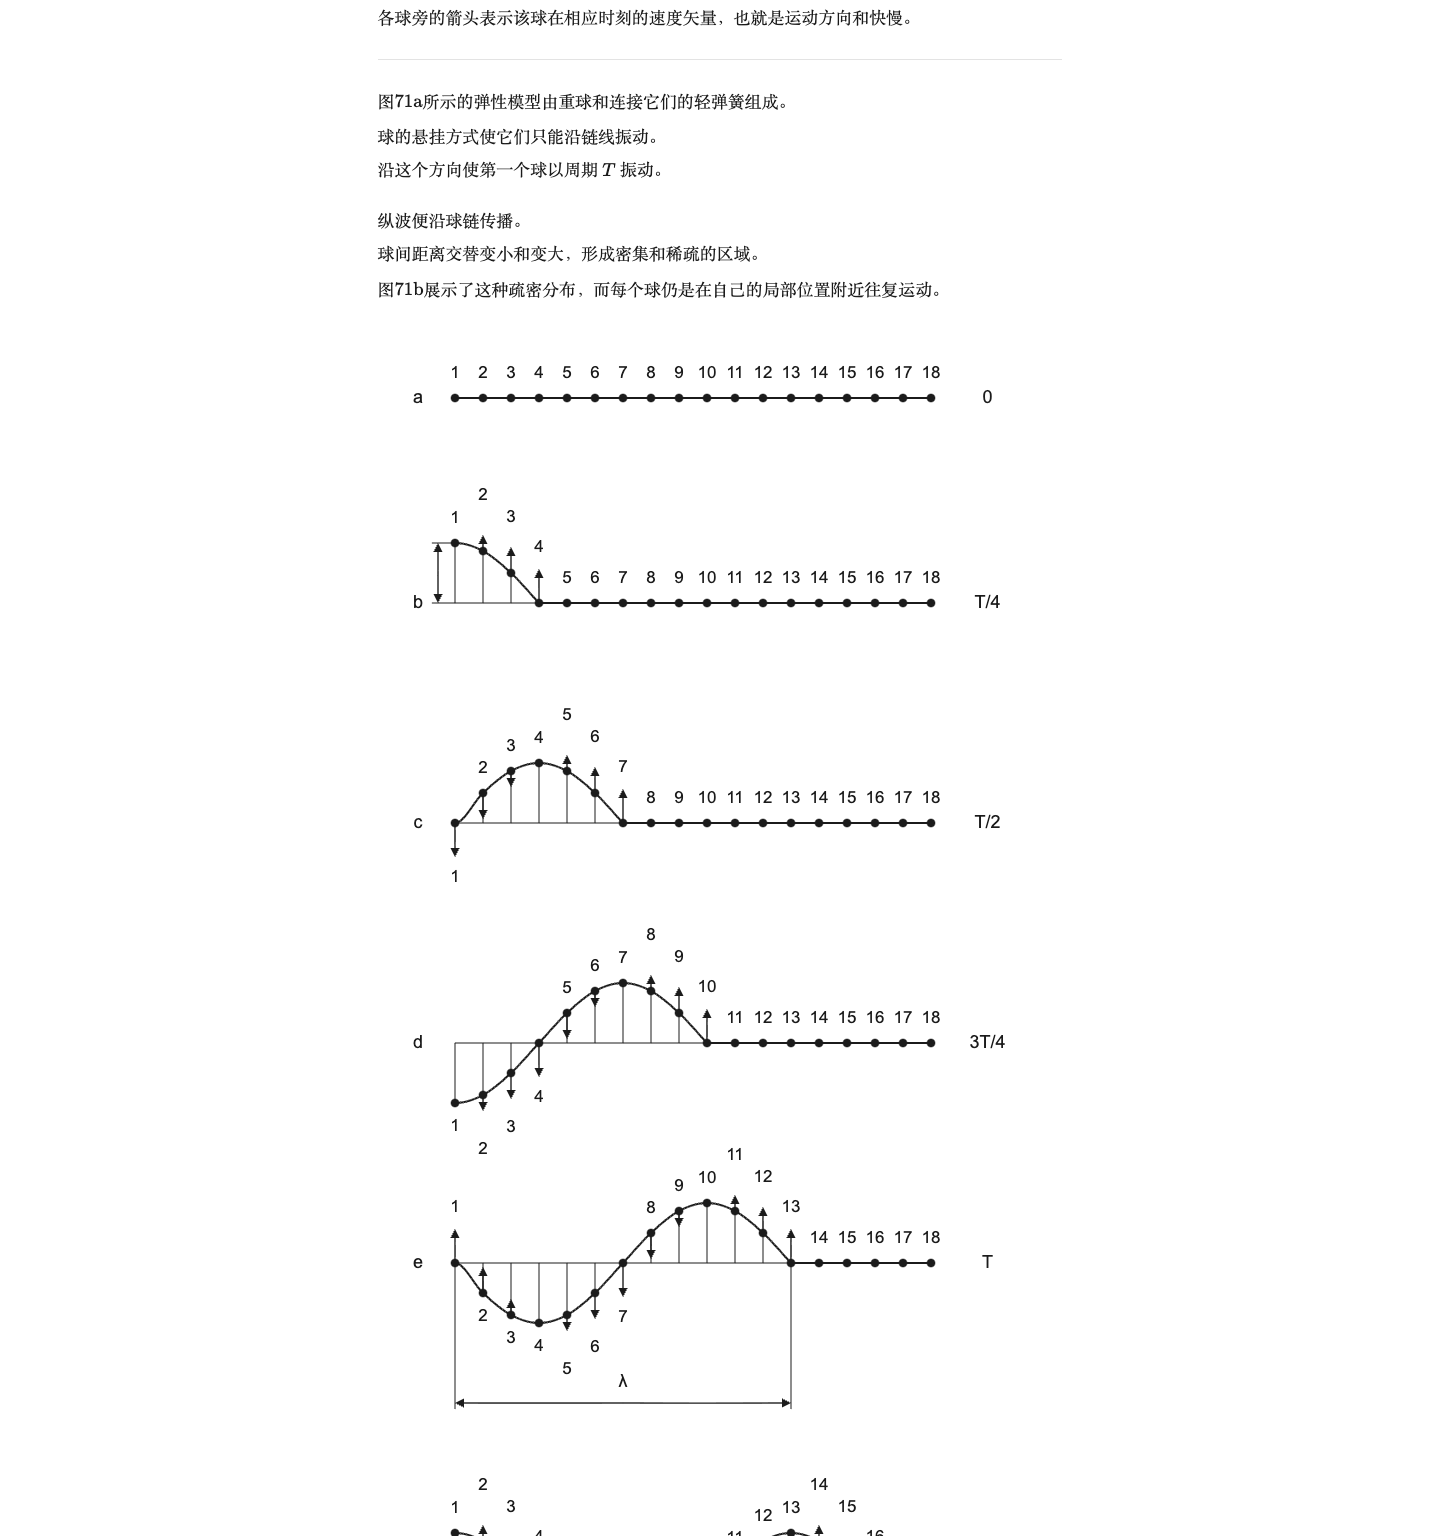 各球旁的箭头表示该球在相应时刻的速度矢量，也就是运动方向和快慢。
图71a所示的弹性模型由重球和连接它们的轻弹簧组成。
球的悬挂方式使它们只能沿链线振动。
沿这个方向使第一个球以周期 T 振动。
纵波便沿球链传播。
球间距离交替变小和变大，形成密集和稀疏的区域。
图71b展示了这种疏密分布，而每个球仍是在自己的局部位置附近往复运动。
1 2 3 4 5 6 7 8 9 10 11 12 13 14 15 16 17 18
a 0
2
1 3
4
5 6 7 8 9 10 11 12 13 14 15 16 17 18
b T/4
5
3 4 6
2 7
8 9 10 11 12 13 14 15 16 17 18
c T/2
1
8
6 7 9
5 10
11 12 13 14 15 16 17 18
d 3T/4
4
1 3
2
11
9 10 12
1 8 13
14 15 16 17 18
e T
2 7
3 4 6
5
λ
2 14
1 3 12 13 15
4 11 16